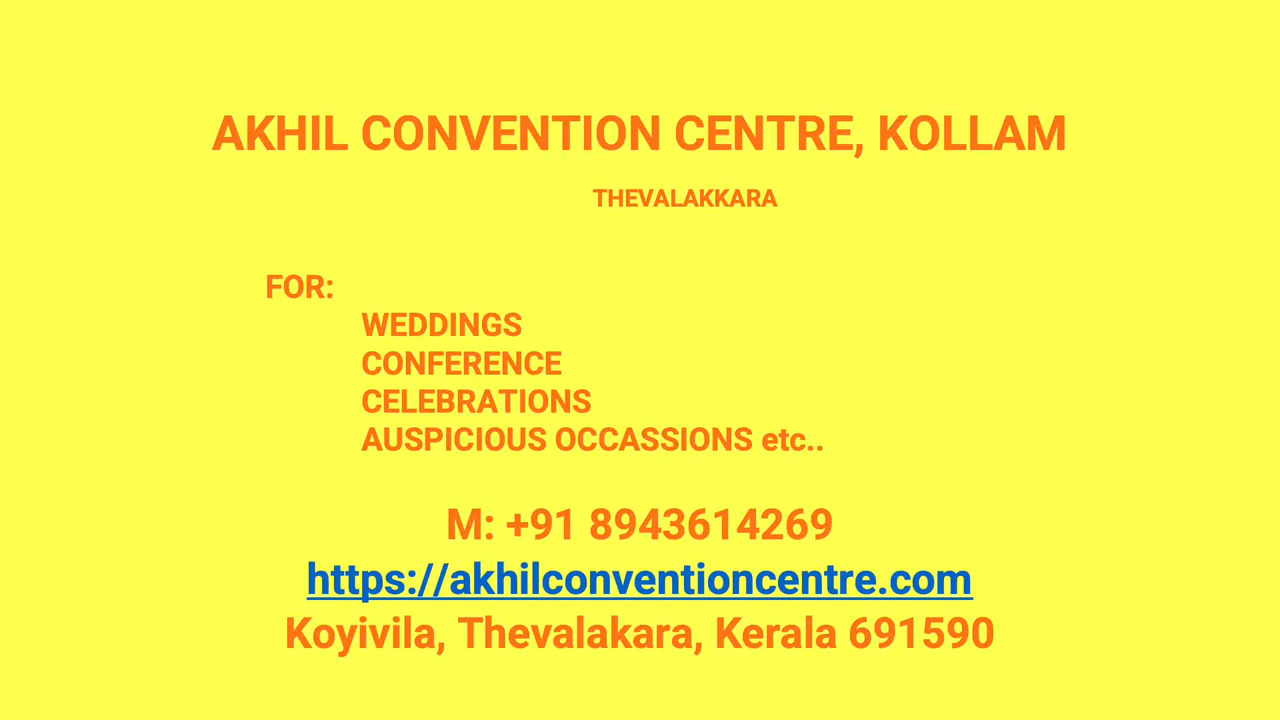 AKHIL CONVENTION CENTRE, KOLLAM
THEVALAKKARA
FOR:
WEDDINGS
CONFERENCE
CELEBRATIONS
AUSPICIOUS OCCASSIONS etc..
M: +91 8943614269
https://akhilconventioncentre.com
Koyivila, Thevalakara, Kerala 691590